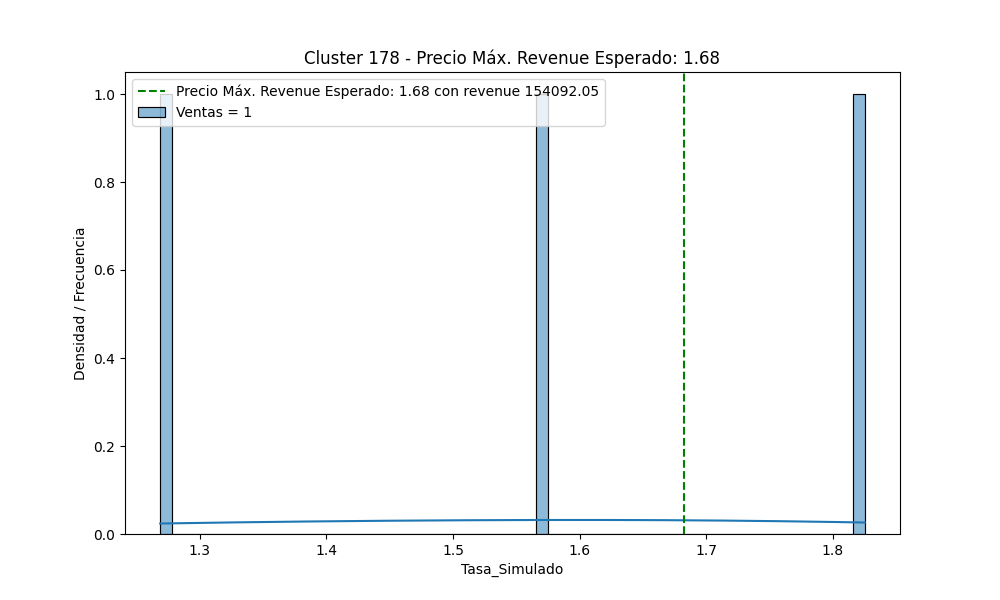 Cluster 178 - Precio Máx. Revenue Esperado: 1.68
Precio Máx. Revenue Esperado: 1.68 con revenue 154092.05
Ventas = 1
Densidad / Frecuencia
1.0
0.8
0.6
0.4
0.2
0.0
1.3 1.4 1.5 1.6 1.7 1.8
Tasa_Simulado